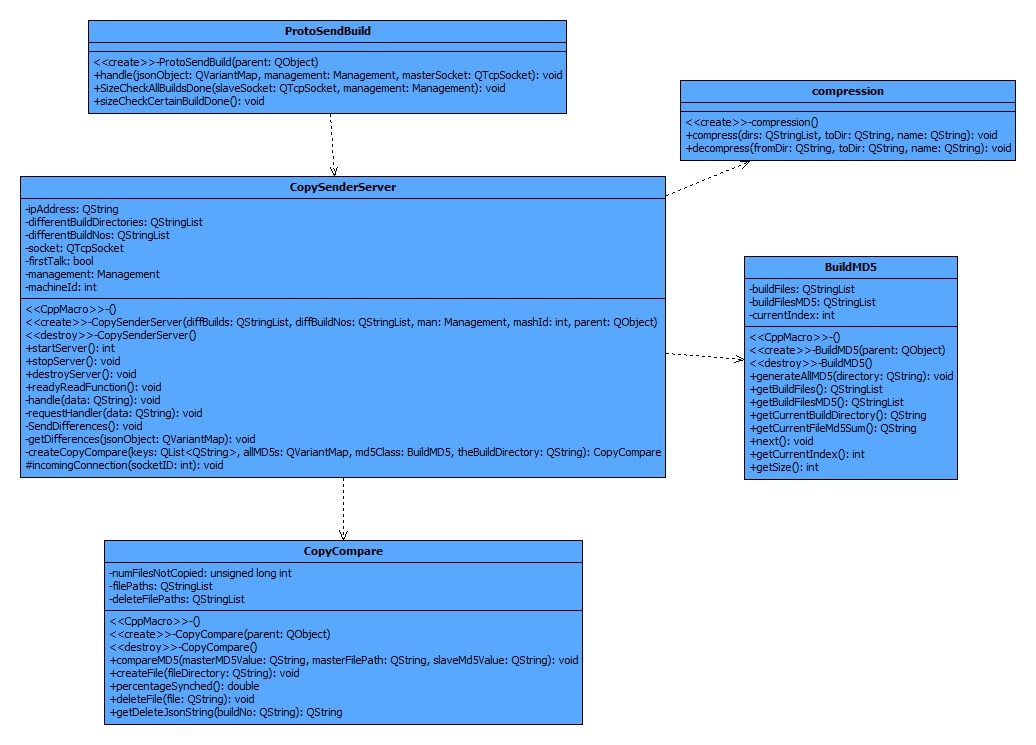 ProtoSendBuild
<<create>>-ProtoSendBuild(parent: QObject)
+handle(jsonObject: QVariantMap, management: Management, masterSocket: QTcpSocket): void
+SizeCheckAllBuildsDone(slaveSocket: QTcpSocket, management: Management): void
+sizeCheckCertainBuildDone(): void
compression
<<create>>-compression()
+compress(dirs: QStringList, toDir: QString, name: QString): void
+decompress(fromDir: QString, toDir: QString, name: QString): void
CopySenderServer
-ipAddress: QString
-differentBuildDirectories: QStringList
-differentBuildNos: QStringList
-socket: QTcpSocket
-firstTalk: bool
-management: Management
-machineId: int
<<CppMacro>>-()
<<create>>-CopySenderServer(diffBuilds: QStringList, diffBuildNos: QStringList, man: Management, mashId: int, parent: QObject)
<<destroy>>-CopySenderServer()
+startServer(): int
+stopServer(): void
+destroyServer(): void
+readyReadFunction(): void
-handle(data: QString): void
-requestHandler(data: QString): void
-SendDifferences(): void
-getDifferences(jsonObject: QVariantMap): void
-createCopyCompare(keys: QList<QString>, allMD5s: QVariantMap, md5Class: BuildMD5, theBuildDirectory: QString): CopyCompare
#incomingConnection(socketID: int): void
BuildMD5
-buildFiles: QStringList
-buildFilesMD5: QStringList
-currentIndex: int
<<CppMacro>>-()
<<create>>-BuildMD5(parent: QObject)
<<destroy>>-BuildMD5()
+generateAllMD5(directory: QString): void
+getBuildFiles(): QStringList
+getBuildFilesMD5(): QStringList
+getCurrentBuildDirectory(): QString
+getCurrentFileMd5Sum(): QString
+next(): void
+getCurrentIndex(): int
+getSize(): int
CopyCompare
-numFilesNotCopied: unsigned long int
-filePaths: QStringList
-deleteFilePaths: QStringList
<<CppMacro>>-()
<<create>>-CopyCompare(parent: QObject)
<<destroy>>-CopyCompare()
+compareMD5(masterMD5Value: QString, masterFilePath: QString, slaveMd5Value: QString): void
+createFile(fileDirectory: QString): void
+percentageSynched(): double
+deleteFile(file: QString): void
+getDeleteJsonString(buildNo: QString): QString